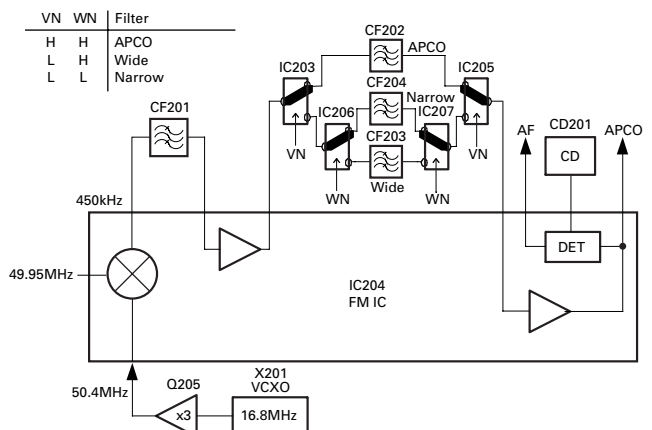 VN WN Filter
H H APCO
L H Wide
L L Narrow
CF202
APCO
IC203
IC205
CF204
Narrow
IC206
IC207
CF201
CF203
Wide
VN
VN
WN
WN
AF
CD201
APCO
CD
450kHz
DET
49.95MHz
IC204
FM IC
X201
VCXO
Q205
50.4MHz
x3
16.8MHz